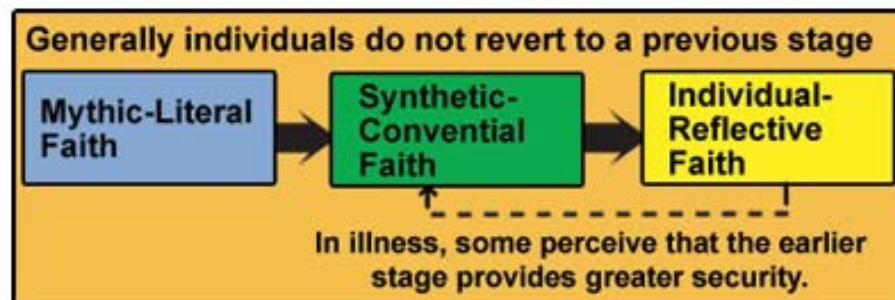 Generally individuals do not revert to a previous stage
Mythic-Literal
Faith
Synthetic-
Convential
Faith
Individual-
Reflective
Faith
In illness, some perceive that the earlier
stage provides greater security.